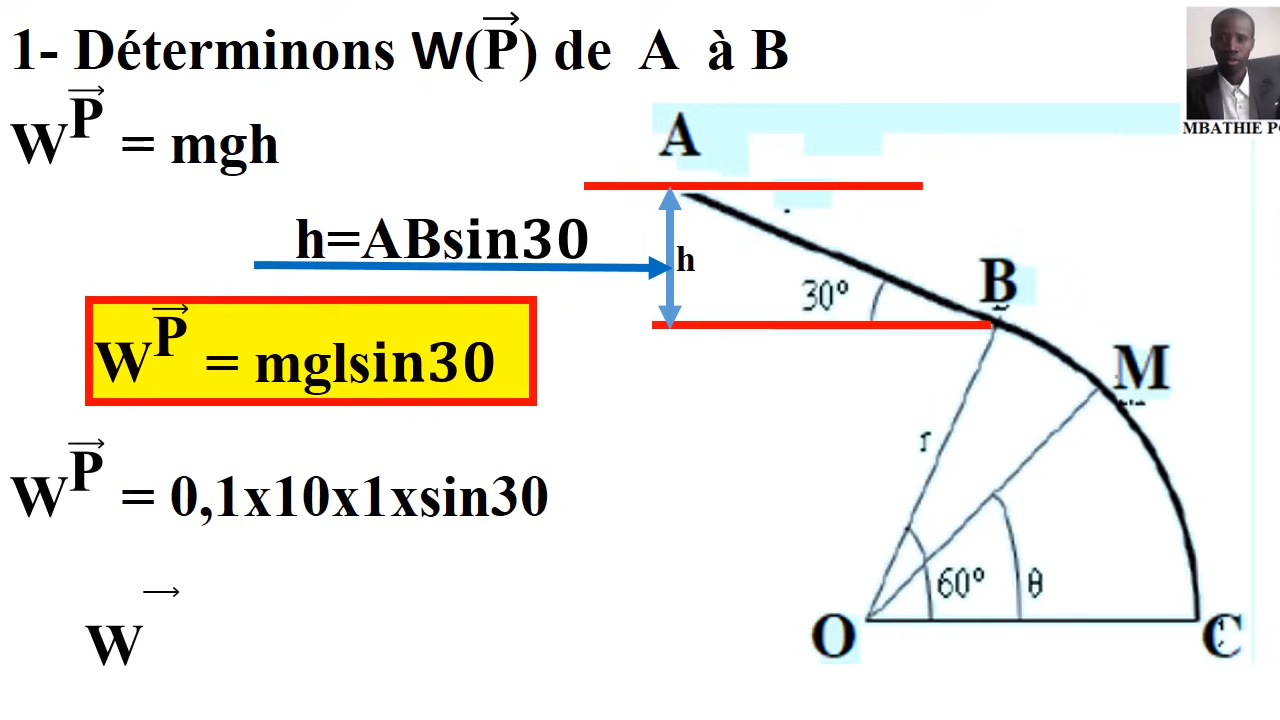 1- Déterminons W(P⃗) de A à B
MBATHIE P
W P⃗ = mgh
A
h=ABsin30
h
30°
B
W P⃗ = mglsin30
M
r
W P⃗ = 0,1x10x1xsin30
60°
θ
W →
O
C